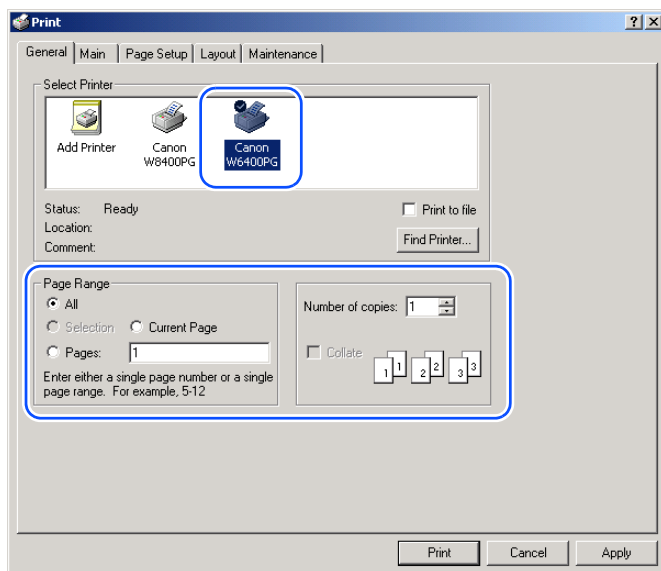 Print
General Main Page Setup Layout Maintenance
Select Printer
Add Printer
Canon
W8400PG
Canon
W6400PG
Status: Ready
Location:
Comment:
Print to file
Find Printer...
Page Range
All
Selection Current Page
Pages: 1
Enter either a single page number or a single
page range. For example, 5-12
Number of copies: 1
Collate
1 1 2 2 3 3
Print Cancel Apply